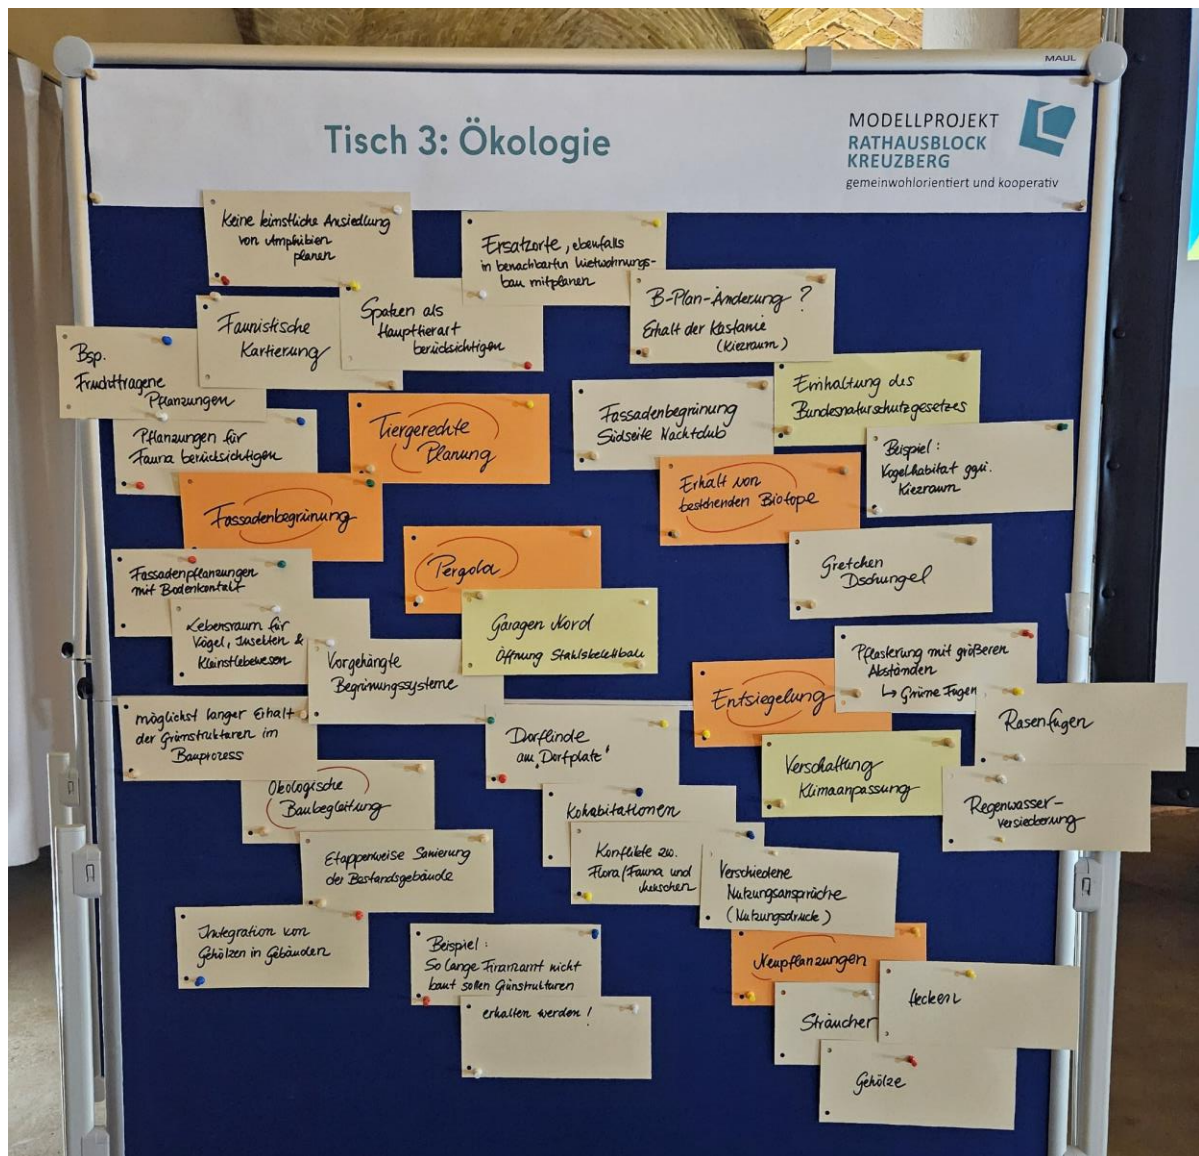 MAUL
Tisch 3: Ökologie
MODELLPROJEKT
RATHAUSBLOCK
KREUZBERG
gemeinwohlorientiert und kooperativ
Keine künstliche Ansiedlung
von Amphibien
planen
Ersatzorte, ebenfalls
in benachbarten Mietwohnungs-
bau mitplanen
B-Plan-Änderung ?
Erhalt der Kastanie
(Kiezraum)
Faunistische
Kartierung
Spatzen als
Haupttierart
berücksichtigen
Bsp.
Fruchttragene
Pflanzungen
Pflanzungen für
Fauna berücksichtigen
Tiergerechte
Planung
Fassadenbegrünung
Südseite Nachtclub
Einhaltung des
Bundesnaturschutzgesetzes
Beispiel :
Vogelhabitat ggü.
Kiezraum
Erhalt von
bestehenden Biotope
Fassadenbegrünung
Pergola
Gretchen
Dschungel
Fassadenpflanzungen
mit Bodenkontakt
Lebensraum für
Vögel, Insekten &
Kleinstlebewesen
Garagen Nord
Öffnung Stahlskelettbau
Vorgehängte
Begrünungssysteme
Pflasterung mit größeren
Abständen
↳ Grüne Fugen
Entsiegelung
Rasenfugen
möglichst langer Erhalt
der Grünstrukturen im
Bauprozess
Dorflinde
am „Dorfplatz"
Verschattung
Klimaanpassung
Regenwasser-
versickerung
Ökologische
Baubegleitung
Kohabitationen
Konflikte zw.
Flora/Fauna und
Menschen
Etappenweise Sanierung
der Bestandsgebäude
Verschiedene
Nutzungsansprüche
(Nutzungsdrucke)
Integration von
Gehölzen in Gebäuden
Beispiel :
So lange Finanzamt nicht
baut sollen Günstrukturen
erhalten werden !
Neupflanzungen
Hecken
Sträucher
Gehölze